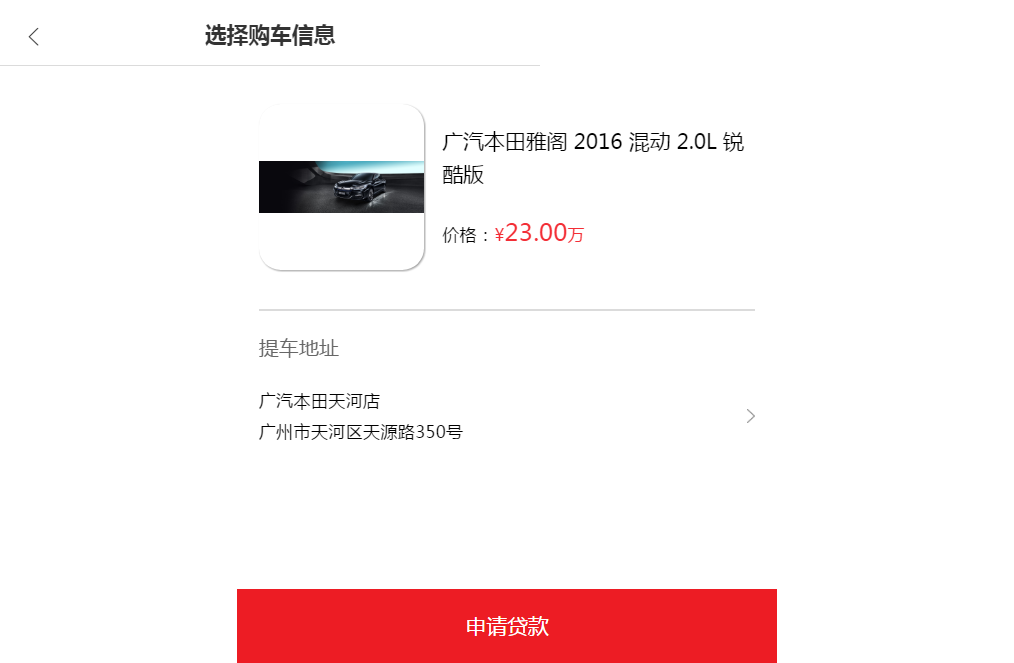 选择购车信息
广汽本田雅阁 2016 混动 2.0L 锐
酷版
价格：¥23.00万
提车地址
广汽本田天河店
广州市天河区天源路350号
申请贷款